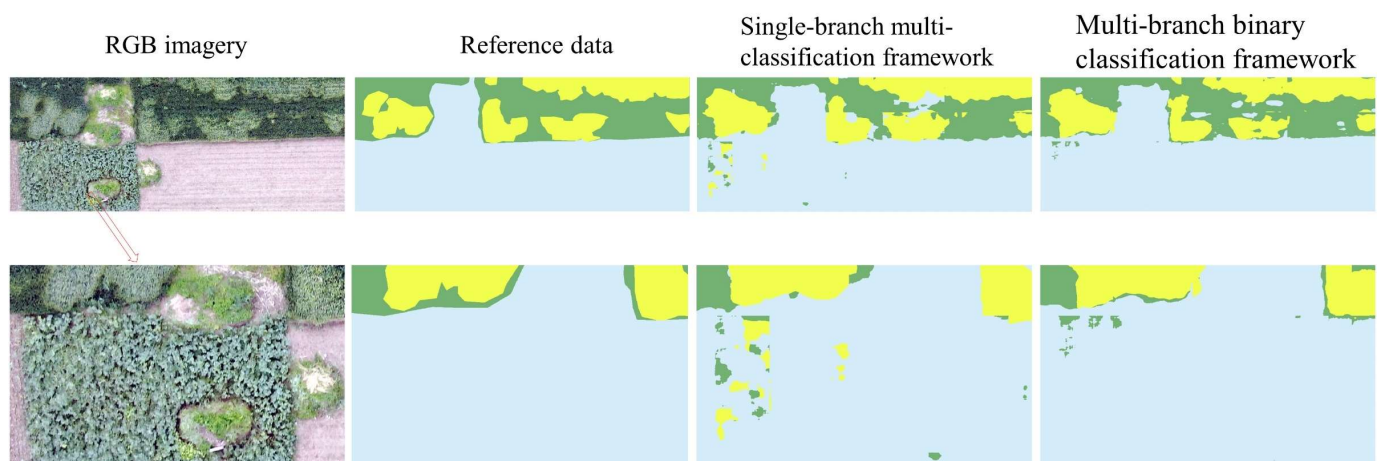 RGB imagery
Reference data
Single-branch multi-
classification framework
Multi-branch binary
classification framework